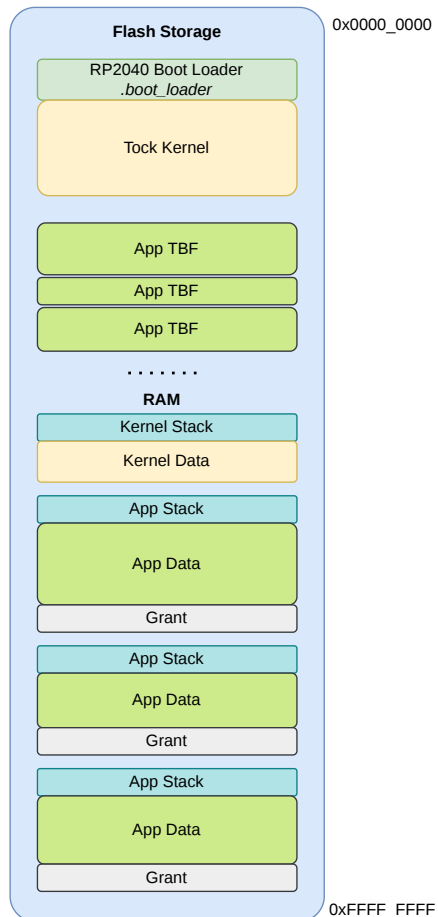 Flash Storage
0x0000_0000
RP2040 Boot Loader
.boot_loader
Tock Kernel
App TBF
App TBF
App TBF
. . . . . . .
RAM
Kernel Stack
Kernel Data
App Stack
App Data
Grant
App Stack
App Data
Grant
App Stack
App Data
Grant
0xFFFF_FFFF